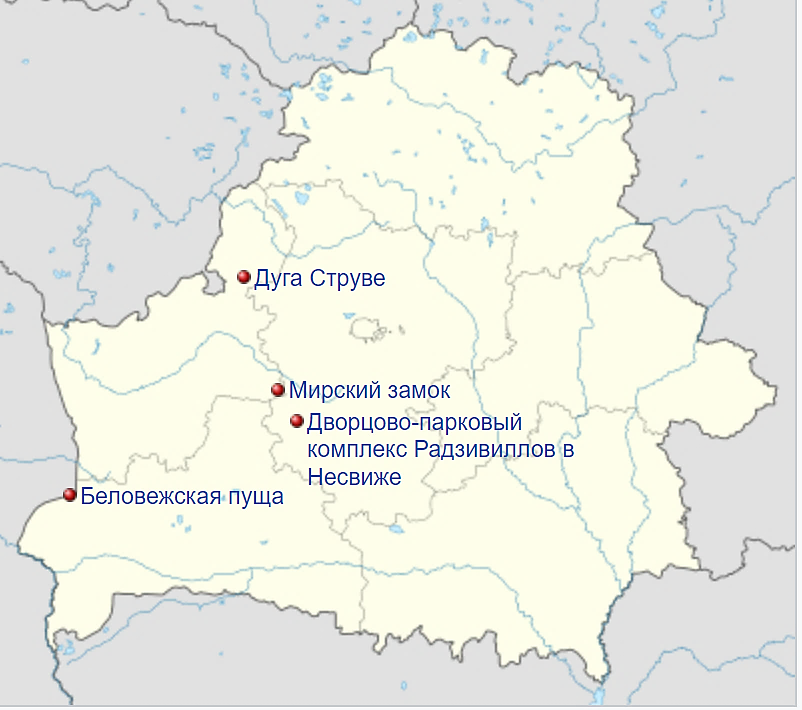 Дуга Струве
Мирский замок
Дворцово-парковый
комплекс Радзивиллов в
Несвиже
Беловежская пуща